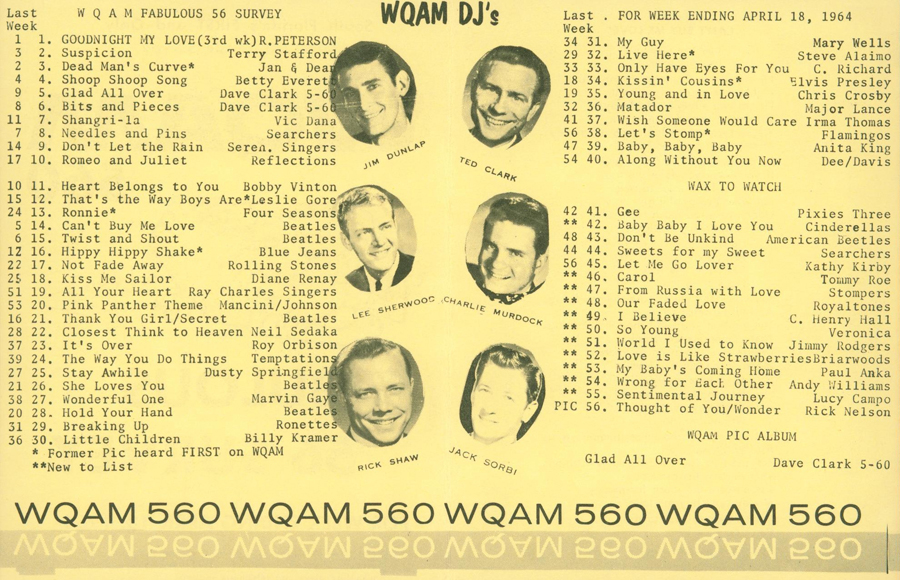 Last W Q A M FABULOUS 56 SURVEY
Week
1 1. GOODNIGHT MY LOVE(3rd wk)R.PETERSON
3 2. Suspicion Terry Stafford
2 3. Dead Man's Curve* Jan & Dean
4 4. Shoop Shoop Song Betty Everett
9 5. Glad All Over Dave Clark 5-60
8 6. Bits and Pieces Dave Clark 5-60
11 7. Shangri-la Vic Dana
7 8. Needles and Pins Searchers
14 9. Don't Let the Rain Seren. Singers
17 10. Romeo and Juliet Reflections
10 11. Heart Belongs to You Bobby Vinton
15 12. That's the Way Boys Are*Leslie Gore
24 13. Ronnie* Four Seasons
5 14. Can't Buy Me Love Beatles
6 15. Twist and Shout Beatles
12 16. Hippy Hippy Shake* Blue Jeans
22 17. Not Fade Away Rolling Stones
25 18. Kiss Me Sailor Diane Renay
51 19. All Your Heart Ray Charles Singers
53 20. Pink Panther Theme Mancini/Johnson
16 21. Thank You Girl/Secret Beatles
28 22. Closest Think to Heaven Neil Sedaka
37 23. It's Over Roy Orbison
39 24. The Way You Do Things Temptations
27 25. Stay Awhile Dusty Springfield
21 26. She Loves You Beatles
38 27. Wonderful One Marvin Gaye
20 28. Hold Your Hand Beatles
31 29. Breaking Up Ronettes
36 30. Little Children Billy Kramer
* Former Pic heard FIRST on WQAM
**New to List
WQAM DJ's
JIM DUNLAP
TED CLARK
LEE SHERWOOD
CHARLIE MURDOCK
RICK SHAW
JACK SORBI
Last . FOR WEEK ENDING APRIL 18, 1964
Week
34 31. My Guy Mary Wells
29 32. Live Here* Steve Alaimo
33 33. Only Have Eyes For You C. Richard
18 34. Kissin' Cousins* Elvis Presley
19 35. Young and in Love Chris Crosby
32 36. Matador Major Lance
41 37. Wish Someone Would Care Irma Thomas
56 38. Let's Stomp* Flamingos
47 39. Baby, Baby, Baby Anita King
54 40. Along Without You Now Dee/Davis
WAX TO WATCH
42 41. Gee Pixies Three
** 42. Baby Baby I Love You Cinderellas
48 43. Don't Be Unkind American Beetles
44 44. Sweets for my Sweet Searchers
56 45. Let Me Go Lover Kathy Kirby
** 46. Carol Tommy Roe
** 47. From Russia with Love Stompers
** 48. Our Faded Love Royaltones
** 49. I Believe C. Henry Hall
** 50. So Young Veronica
** 51. World I Used to Know Jimmy Rodgers
** 52. Love is Like StrawberriesBriarwoods
** 53. My Baby's Coming Home Paul Anka
** 54. Wrong for Each Other Andy Williams
** 55. Sentimental Journey Lucy Campo
PIC 56. Thought of You/Wonder Rick Nelson
WQAM PIC ALBUM
Glad All Over Dave Clark 5-60
WQAM 560 WQAM 560 WQAM 560 WQAM 560
WQAM 560 WQAM 560 WQAM 560 WQAM 560